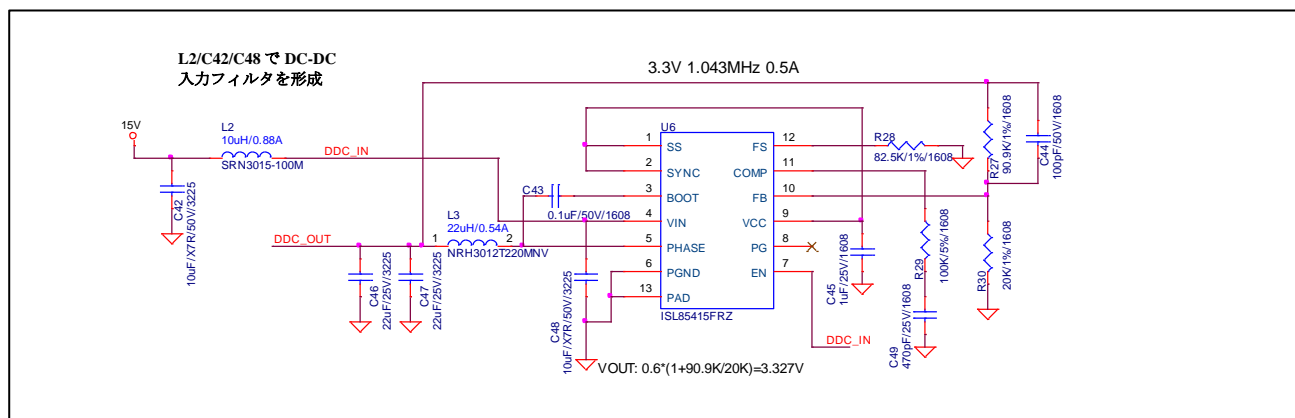 L2/C42/C48 で DC-DC
入力フィルタを形成
3.3V 1.043MHz 0.5A
15V
L2
10uH/0.88A
SRN3015-100M
DDC_IN
C42
10uF/X7R/50V/3225
DDC_OUT
C46
22uF/25V/3225
C47
22uF/25V/3225
L3
22uH/0.54A
1
2
NRH3012T220MNV
C43
0.1uF/50V/1608
C48
10uF/X7R/50V/3225
U6
1
SS
2
SYNC
3
BOOT
4
VIN
5
PHASE
6
PGND
13
PAD
12
FS
11
COMP
10
FB
9
VCC
8
PG
7
EN
ISL85415FRZ
R28
82.5K/1%/1608
C45
1uF/25V/1608
DDC_IN
R29
100K/5%/1608
C49
470pF/25V/1608
R27
90.9K/1%/1608
C44
100pF/50V/1608
R30
20K/1%/1608
VOUT: 0.6*(1+90.9K/20K)=3.327V